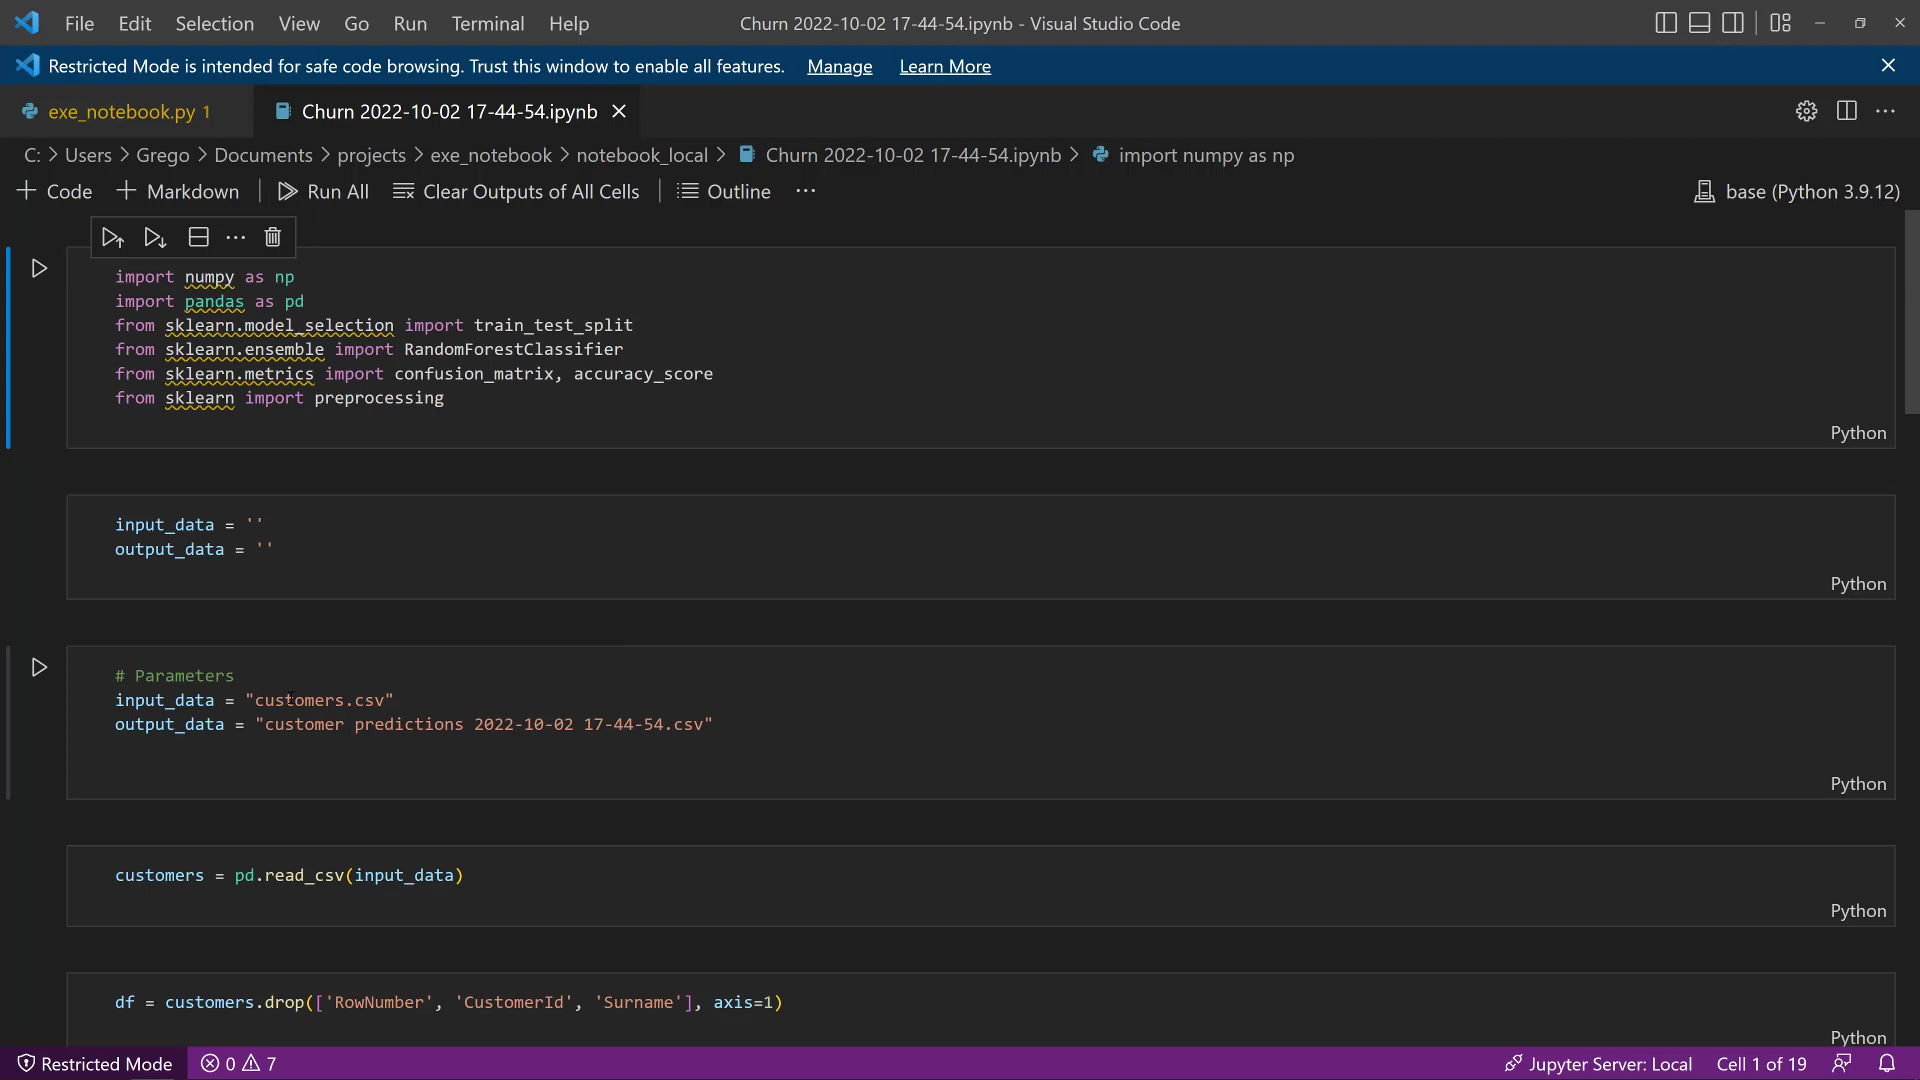 File Edit Selection View Go Run Terminal Help Churn 2022-10-02 17-44-54.ipynb - Visual Studio Code
Restricted Mode is intended for safe code browsing. Trust this window to enable all features. Manage Learn More
exe_notebook.py 1 Churn 2022-10-02 17-44-54.ipynb
C: > Users > Grego > Documents > projects > exe_notebook > notebook_local > Churn 2022-10-02 17-44-54.ipynb > import numpy as np
+ Code + Markdown Run All Clear Outputs of All Cells Outline ... base (Python 3.9.12)
import numpy as np
import pandas as pd
from sklearn.model_selection import train_test_split
from sklearn.ensemble import RandomForestClassifier
from sklearn.metrics import confusion_matrix, accuracy_score
from sklearn import preprocessing
Python
input_data = ''
output_data = ''
Python
# Parameters
input_data = "customers.csv"
output_data = "customer predictions 2022-10-02 17-44-54.csv"
Python
customers = pd.read_csv(input_data)
Python
df = customers.drop(['RowNumber', 'CustomerId', 'Surname'], axis=1)
Python
Restricted Mode 0 7 Jupyter Server: Local Cell 1 of 19